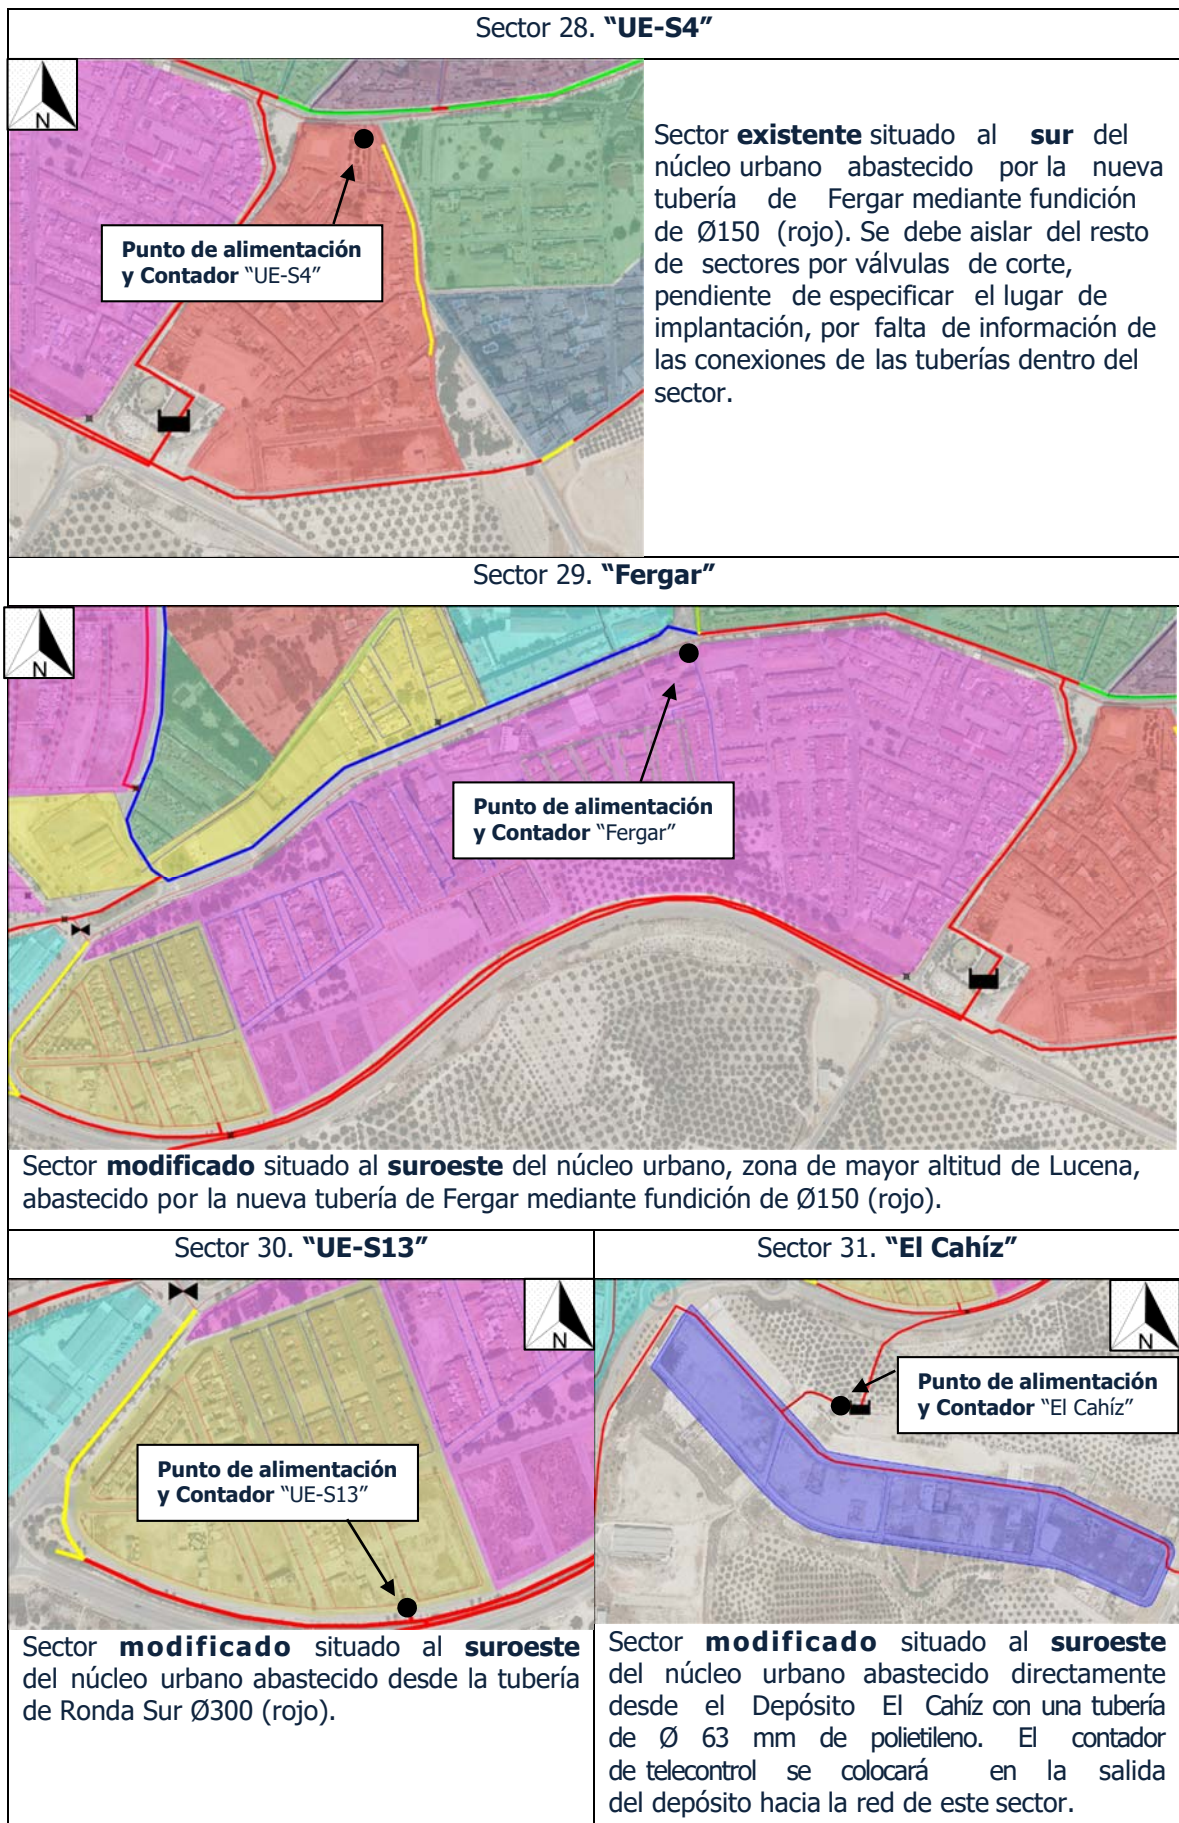 Sector 28. “UE-S4”
N
Punto de alimentación
y Contador “UE-S4”
Sector existente situado al sur del
núcleo urbano abastecido por la nueva
tubería de Fergar mediante fundición
de Ø150 (rojo). Se debe aislar del resto
de sectores por válvulas de corte,
pendiente de especificar el lugar de
implantación, por falta de información de
las conexiones de las tuberías dentro del
sector.
Sector 29. “Fergar”
N
Punto de alimentación
y Contador “Fergar”
Sector modificado situado al suroeste del núcleo urbano, zona de mayor altitud de Lucena,
abastecido por la nueva tubería de Fergar mediante fundición de Ø150 (rojo).
Sector 30. “UE-S13”
N
Punto de alimentación
y Contador “UE-S13”
Sector modificado situado al suroeste
del núcleo urbano abastecido desde la tubería
de Ronda Sur Ø300 (rojo).
Sector 31. “El Cahíz”
N
Punto de alimentación
y Contador “El Cahíz”
Sector modificado situado al suroeste
del núcleo urbano abastecido directamente
desde el Depósito El Cahíz con una tubería
de Ø 63 mm de polietileno. El contador
de telecontrol se colocará en la salida
del depósito hacia la red de este sector.